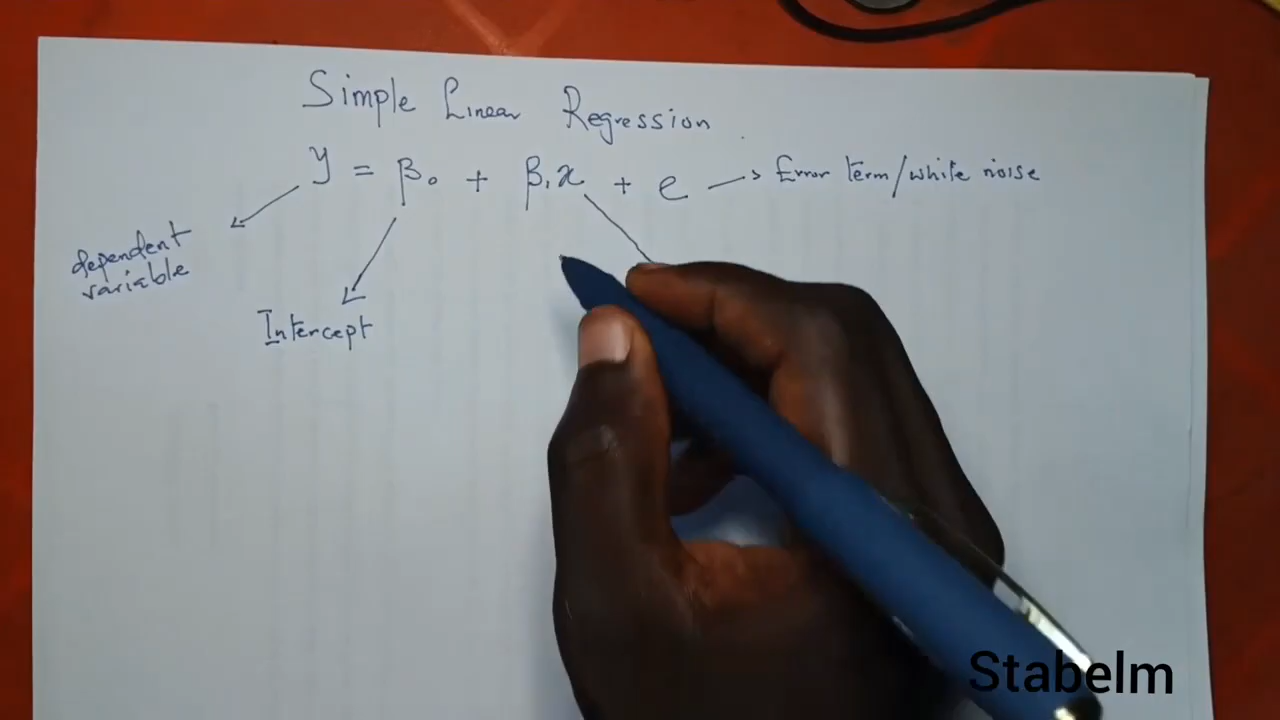 Simple Linear Regression
y = β₀ + β₁x + e → Error term/white noise
dependent
variable
Intercept
Stabelm